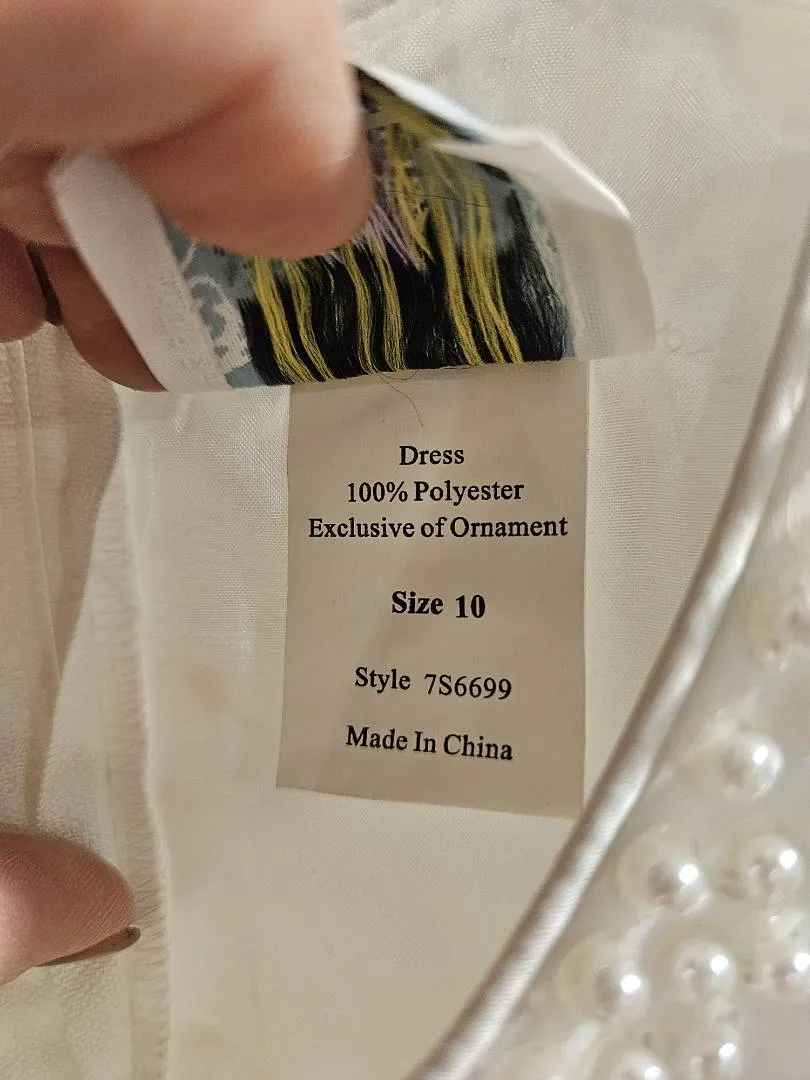 Dress
100% Polyester
Exclusive of Ornament
Size 10
Style 7S6699
Made In China